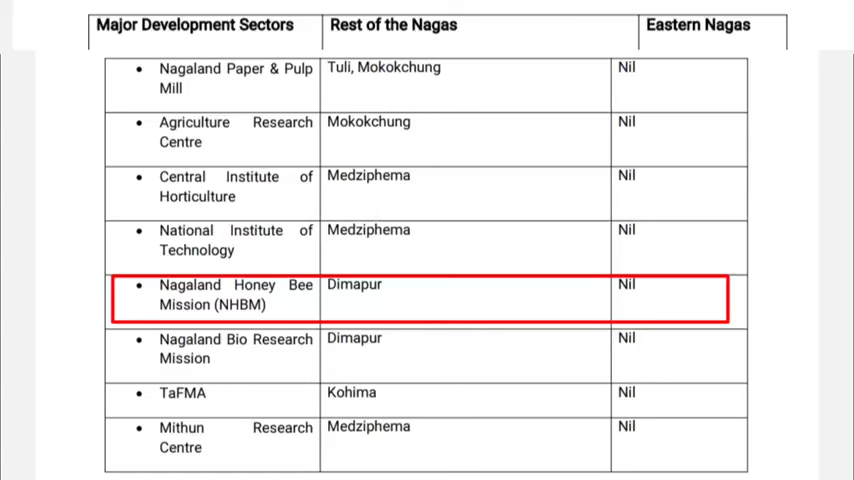 Major Development Sectors Rest of the Nagas Eastern Nagas
• Nagaland Paper & Pulp Tuli, Mokokchung Nil
Mill
• Agriculture Research Mokokchung Nil
Centre
• Central Institute of Medziphema Nil
Horticulture
• National Institute of Medziphema Nil
Technology
• Nagaland Honey Bee Dimapur Nil
Mission (NHBM)
• Nagaland Bio Research Dimapur Nil
Mission
• TaFMA Kohima Nil
• Mithun Research Medziphema Nil
Centre